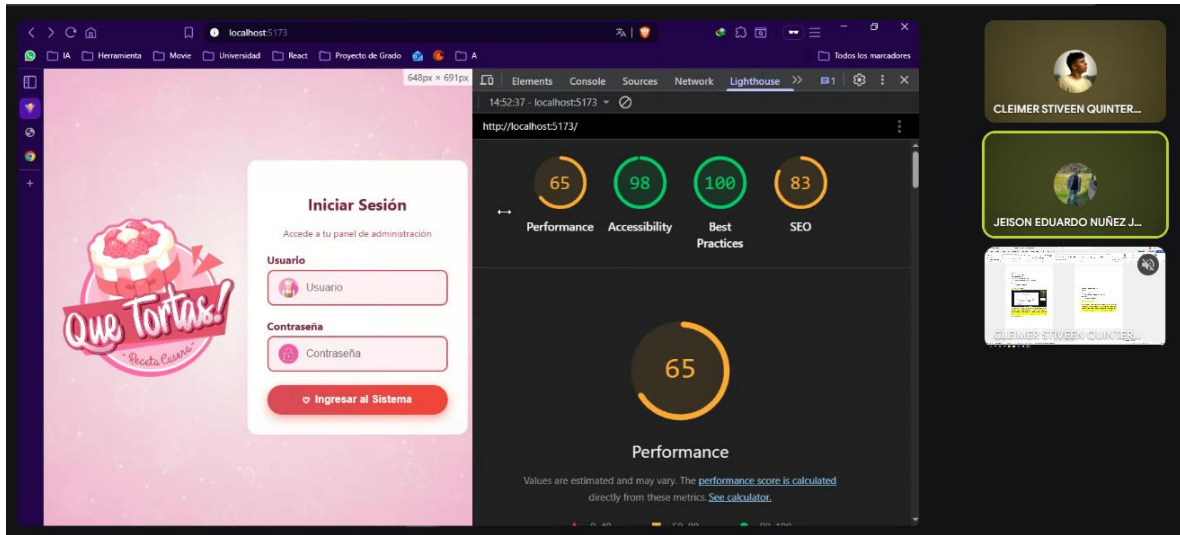 localhost:5173
IA Herramienta Movie Universidad React Proyecto de Grado A Todos los marcadores
648px × 691px
Elements Console Sources Network Lighthouse 1
14:52:37 - localhost:5173
http://localhost:5173/
65 98 100 83
Performance Accessibility Best Practices SEO
65
Performance
Values are estimated and may vary. The performance score is calculated
directly from these metrics. See calculator.
Que Tortas!
Receta Casera
Iniciar Sesión
Accede a tu panel de administración
Usuario
Usuario
Contraseña
Contraseña
Ingresar al Sistema
CLEIMER STIVEEN QUINTER...
JEISON EDUARDO NUÑEZ J...
CLEIMER STIVEEN QUINTER...